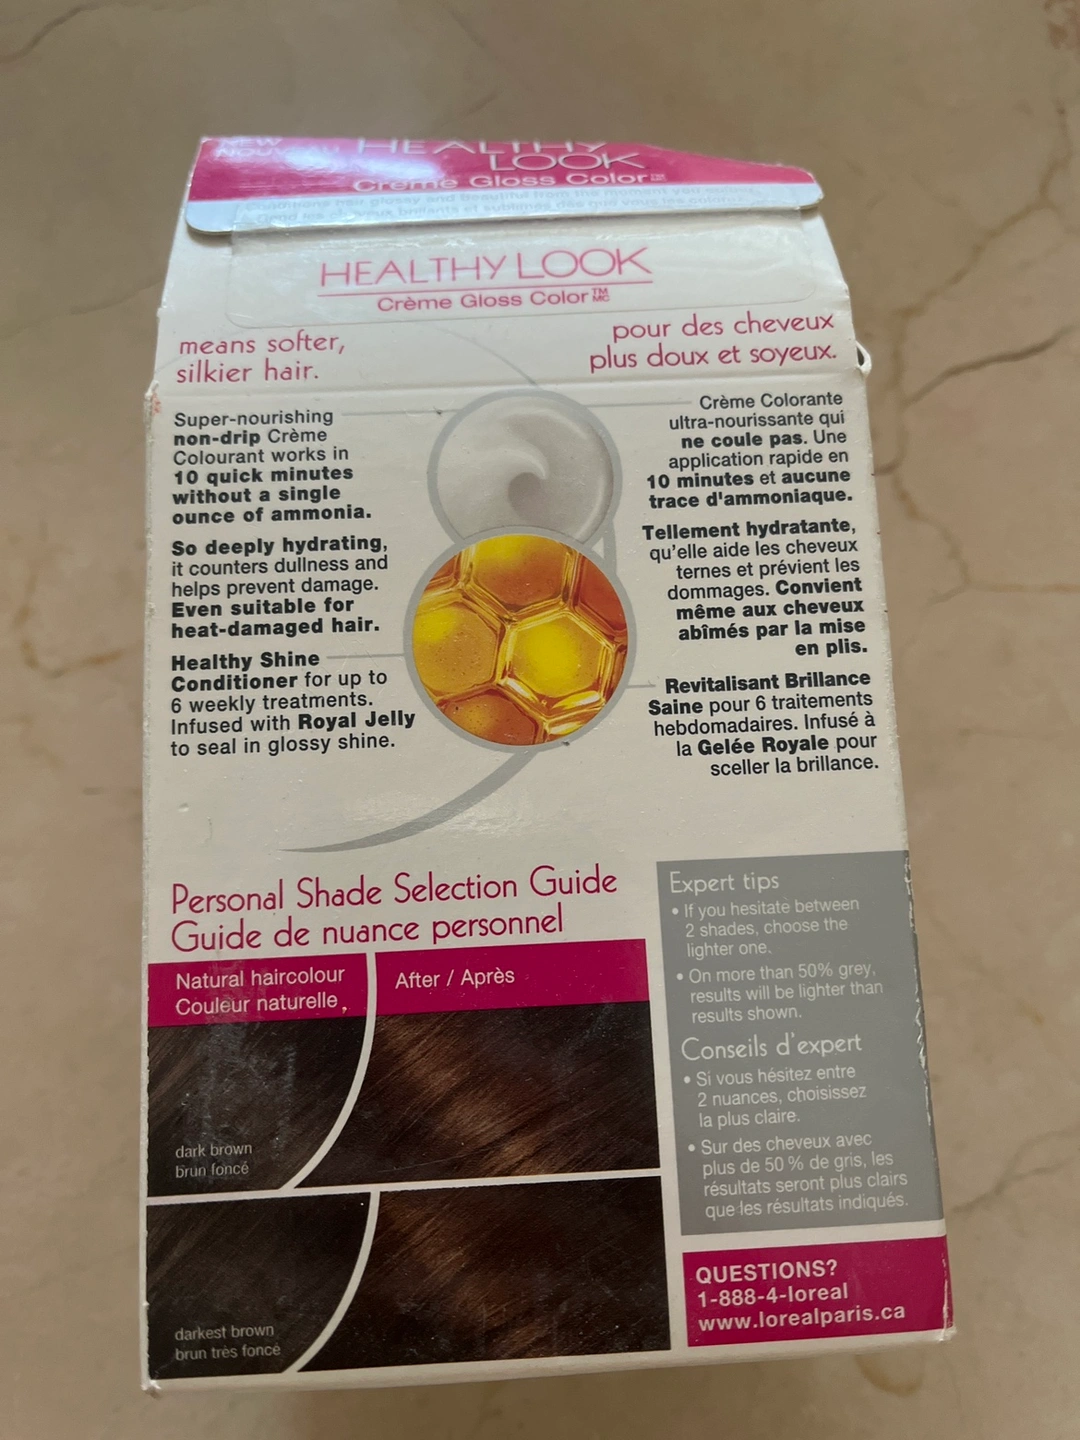 NEW
NOUVEAU
HEALTHY
LOOK
Crème Gloss Color™
HEALTHY LOOK
Crème Gloss Color TM MC
means softer,
silkier hair.
pour des cheveux
plus doux et soyeux.
Super-nourishing
non-drip Crème
Colourant works in
10 quick minutes
without a single
ounce of ammonia.
So deeply hydrating,
it counters dullness and
helps prevent damage.
Even suitable for
heat-damaged hair.
Healthy Shine
Conditioner for up to
6 weekly treatments.
Infused with Royal Jelly
to seal in glossy shine.
Crème Colorante
ultra-nourissante qui
ne coule pas. Une
application rapide en
10 minutes et aucune
trace d'ammoniaque.
Tellement hydratante,
qu'elle aide les cheveux
ternes et prévient les
dommages. Convient
même aux cheveux
abîmés par la mise
en plis.
Revitalisant Brillance
Saine pour 6 traitements
hebdomadaires. Infusé à
la Gelée Royale pour
sceller la brillance.
Personal Shade Selection Guide
Guide de nuance personnel
Natural haircolour
Couleur naturelle
After / Après
dark brown
brun foncé
darkest brown
brun très foncé
Expert tips
• If you hesitate between
2 shades, choose the
lighter one.
• On more than 50% grey,
results will be lighter than
results shown.
Conseils d'expert
• Si vous hésitez entre
2 nuances, choisissez
la plus claire.
• Sur des cheveux avec
plus de 50 % de gris, les
résultats seront plus clairs
que les résultats indiqués.
QUESTIONS?
1-888-4-loreal
www.lorealparis.ca